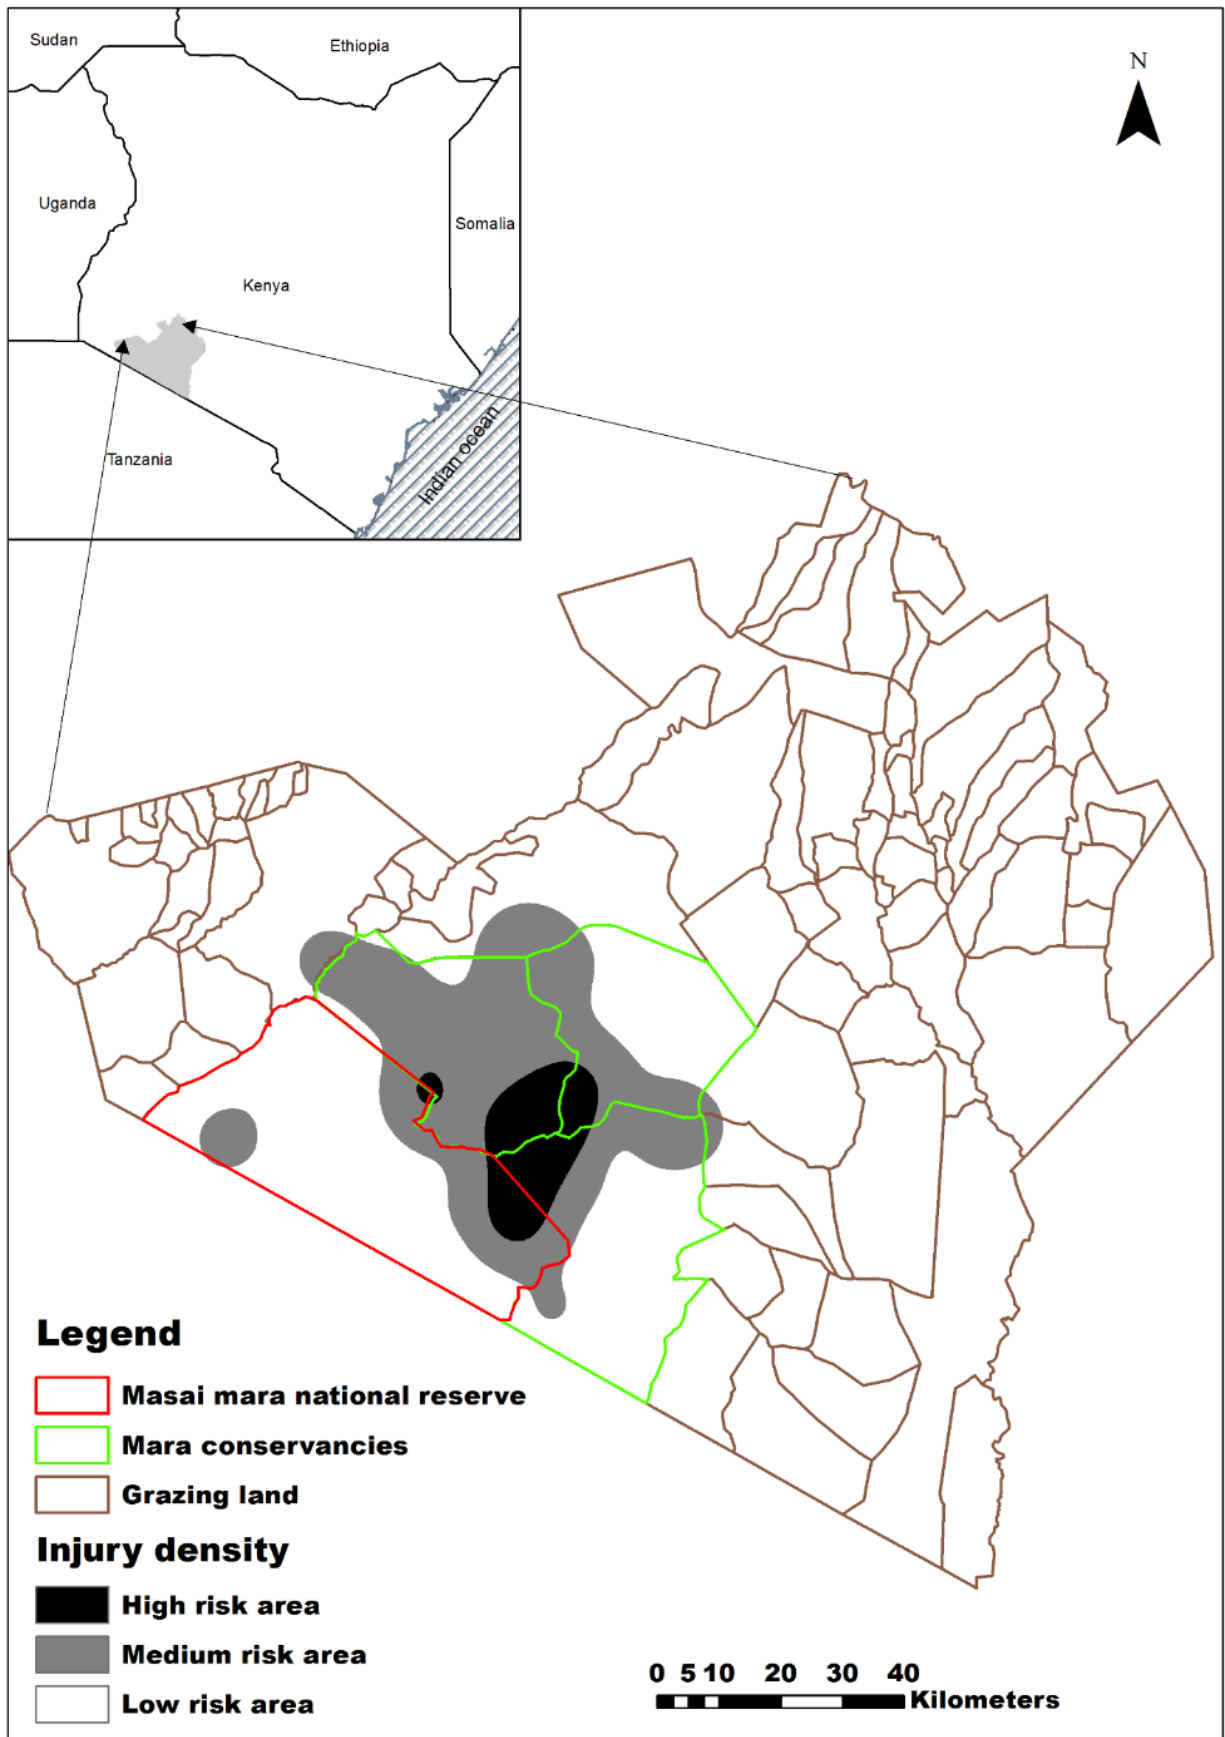 Sudan
Ethiopia
N
Uganda
Somalia
Kenya
Tanzania
Indian ocean
Legend
Masai mara national reserve
Mara conservancies
Grazing land
Injury density
High risk area
Medium risk area
Low risk area
0 5 10 20 30 40
Kilometers